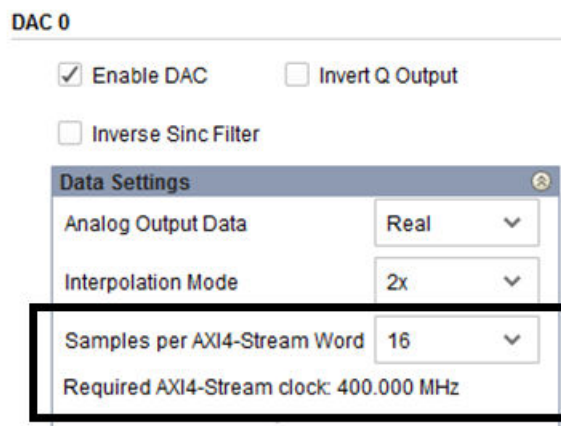 DAC 0
Enable DAC Invert Q Output
Inverse Sinc Filter
Data Settings
Analog Output Data Real
Interpolation Mode 2x
Samples per AXI4-Stream Word 16
Required AXI4-Stream clock: 400.000 MHz